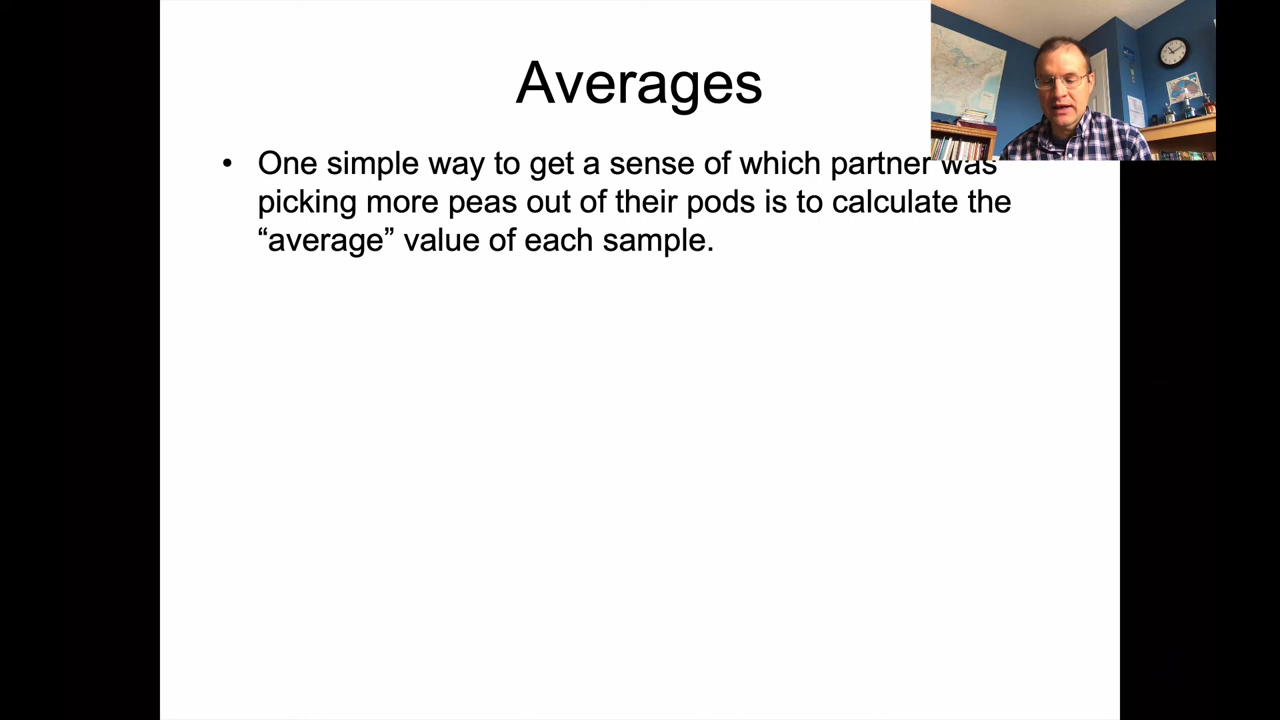 Averages
• One simple way to get a sense of which partner was
picking more peas out of their pods is to calculate the
“average” value of each sample.